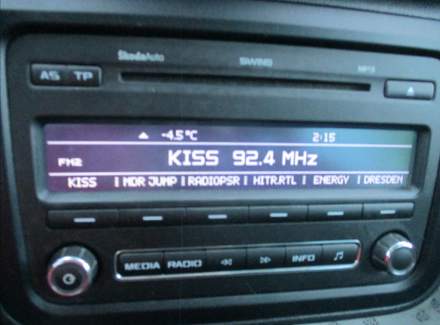 ŠkodaAuto SWING MP3
AS TP
-4.5°C 2:15
FM2 KISS 92.4 MHz
KISS | MDR JUMP | RADIOPSR | HITR.RTL | ENERGY | DRESDEN
MEDIA RADIO INFO